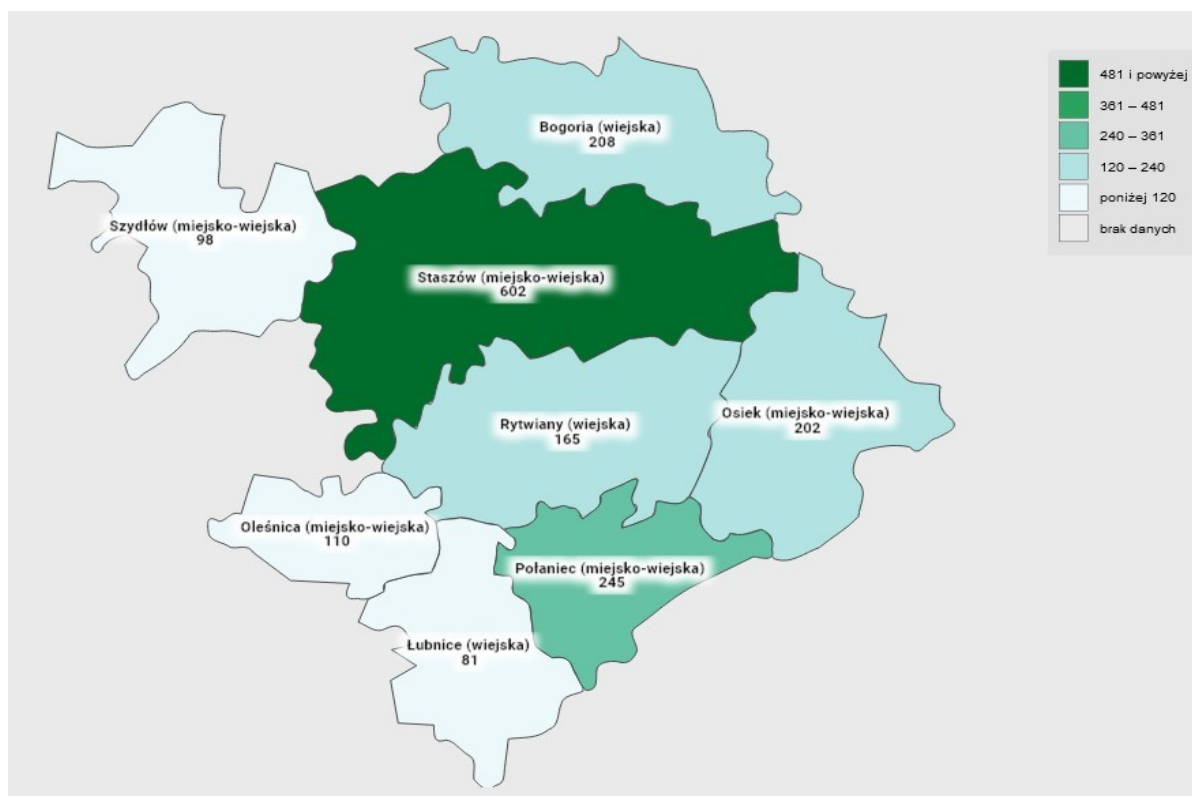 Bogoria (wiejska)
208
Szydłów (miejsko-wiejska)
98
Staszów (miejsko-wiejska)
602
Rytwiany (wiejska)
165
Osiek (miejsko-wiejska)
202
Oleśnica (miejsko-wiejska)
110
Połaniec (miejsko-wiejska)
245
Łubnice (wiejska)
81
481 i powyżej
361 – 481
240 – 361
120 – 240
poniżej 120
brak danych